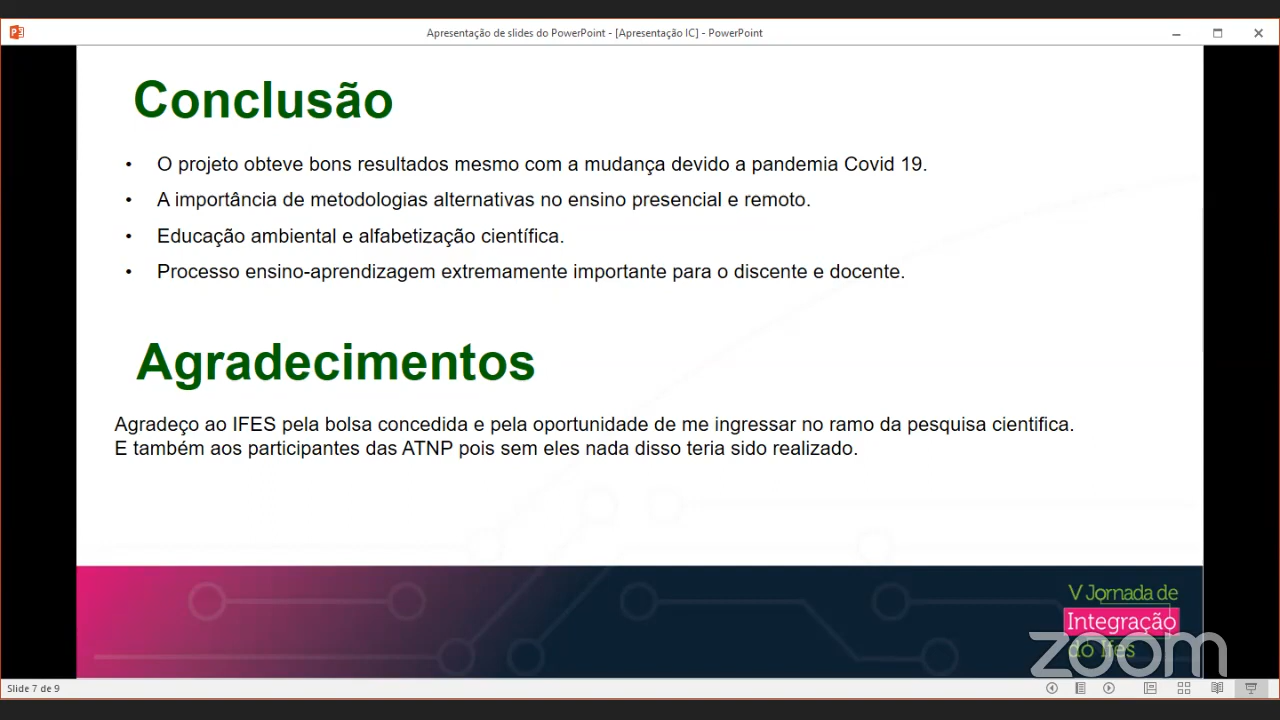 Apresentação de slides do PowerPoint - [Apresentação IC] - PowerPoint
Conclusão
• O projeto obteve bons resultados mesmo com a mudança devido a pandemia Covid 19.
• A importância de metodologias alternativas no ensino presencial e remoto.
• Educação ambiental e alfabetização científica.
• Processo ensino-aprendizagem extremamente importante para o discente e docente.
Agradecimentos
Agradeço ao IFES pela bolsa concedida e pela oportunidade de me ingressar no ramo da pesquisa cientifica.
E também aos participantes das ATNP pois sem eles nada disso teria sido realizado.
V Jornada de
Integração
do Ifes
zoom
Slide 7 de 9